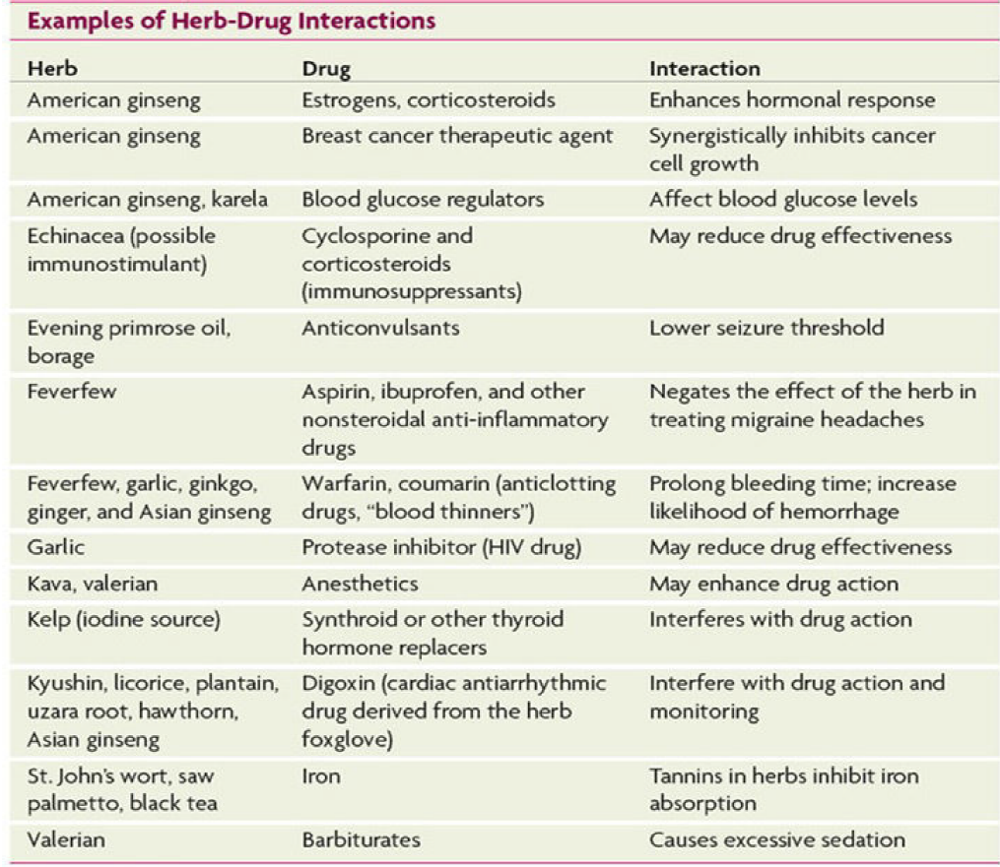 Examples of Herb-Drug Interactions
Herb Drug Interaction
American ginseng Estrogens, corticosteroids Enhances hormonal response
American ginseng Breast cancer therapeutic agent Synergistically inhibits cancer
cell growth
American ginseng, karela Blood glucose regulators Affect blood glucose levels
Echinacea (possible Cyclosporine and May reduce drug effectiveness
immunostimulant) corticosteroids
(immunosuppressants)
Evening primrose oil, Anticonvulsants Lower seizure threshold
borage
Feverfew Aspirin, ibuprofen, and other Negates the effect of the herb in
nonsteroidal anti-inflammatory treating migraine headaches
drugs
Feverfew, garlic, ginkgo, Warfarin, coumarin (anticlotting Prolong bleeding time; increase
ginger, and Asian ginseng drugs, “blood thinners”) likelihood of hemorrhage
Garlic Protease inhibitor (HIV drug) May reduce drug effectiveness
Kava, valerian Anesthetics May enhance drug action
Kelp (iodine source) Synthroid or other thyroid Interferes with drug action
hormone replacers
Kyushin, licorice, plantain, Digoxin (cardiac antiarrhythmic Interfere with drug action and
uzara root, hawthorn, drug derived from the herb monitoring
Asian ginseng foxglove)
St. John’s wort, saw Iron Tannins in herbs inhibit iron
palmetto, black tea absorption
Valerian Barbiturates Causes excessive sedation